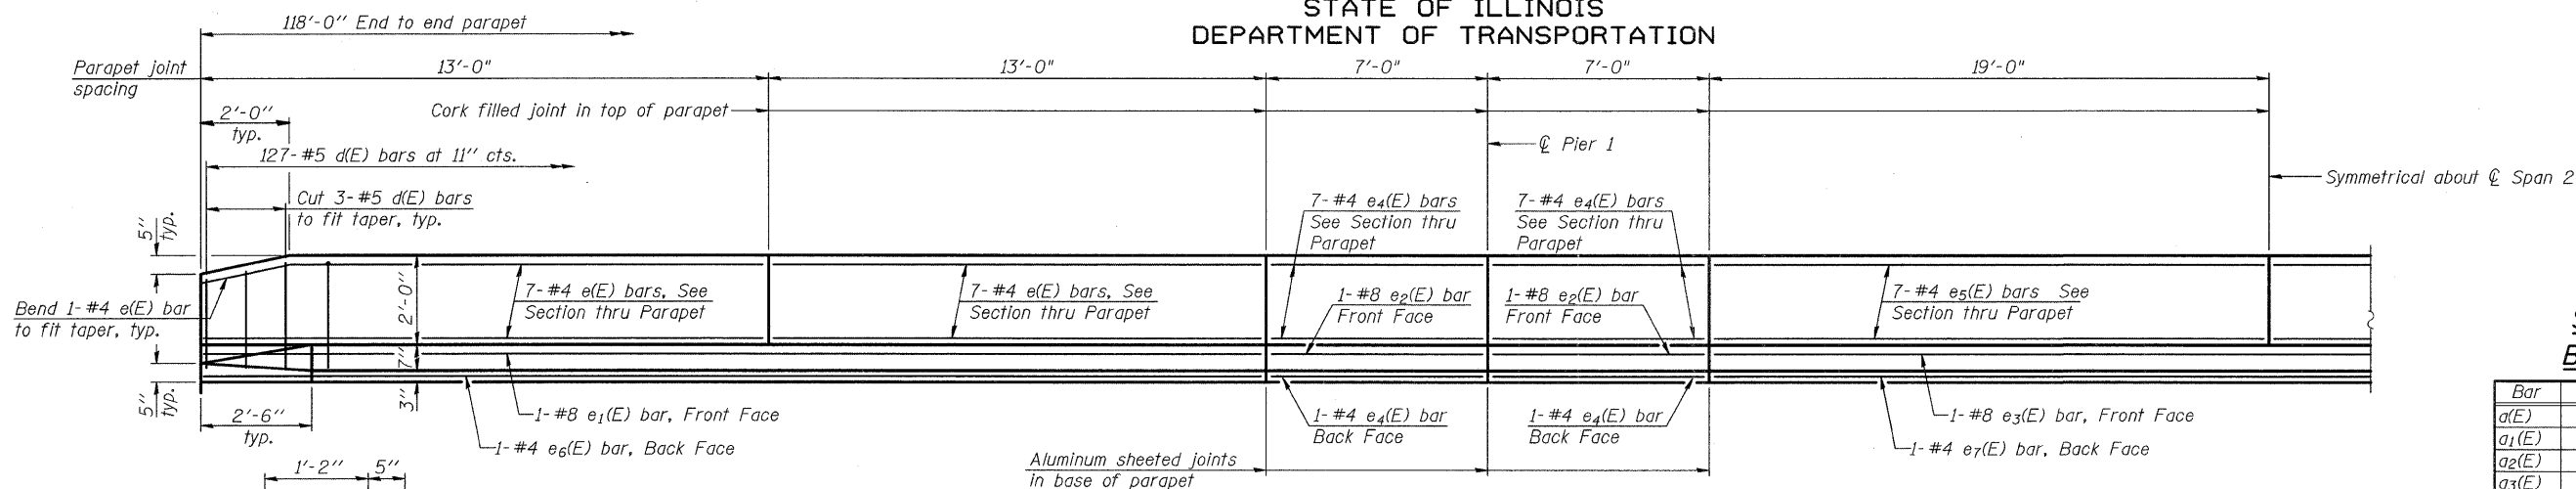 STATE OF ILLINOIS
DEPARTMENT OF TRANSPORTATION
118'-0" End to end parapet
Parapet joint
spacing
13'-0"
13'-0"
7'-0"
7'-0"
19'-0"
Cork filled joint in top of parapet
2'-0"
typ.
℄ Pier 1
127-#5 d(E) bars at 11" cts.
Symmetrical about ℄ Span 2
Cut 3-#5 d(E) bars
to fit taper, typ.
5"
typ.
7-#4 e4(E) bars
See Section thru
Parapet
7-#4 e4(E) bars
See Section thru
Parapet
Bend 1-#4 e(E) bar
to fit taper, typ.
7-#4 e(E) bars, See
Section thru Parapet
2'-0"
7-#4 e(E) bars, See
Section thru Parapet
1-#8 e2(E) bar
Front Face
1-#8 e2(E) bar
Front Face
7-#4 e5(E) bars See
Section thru Parapet
7"
3"
5"
typ.
2'-6"
typ.
1-#8 e1(E) bar, Front Face
1-#4 e6(E) bar, Back Face
1-#4 e4(E) bar
Back Face
1-#4 e4(E) bar
Back Face
1-#8 e3(E) bar, Front Face
1-#4 e7(E) bar, Back Face
1'-2"
5"
Aluminum sheeted joints
in base of parapet
Bar
a(E)
a1(E)
a2(E)
a3(E)